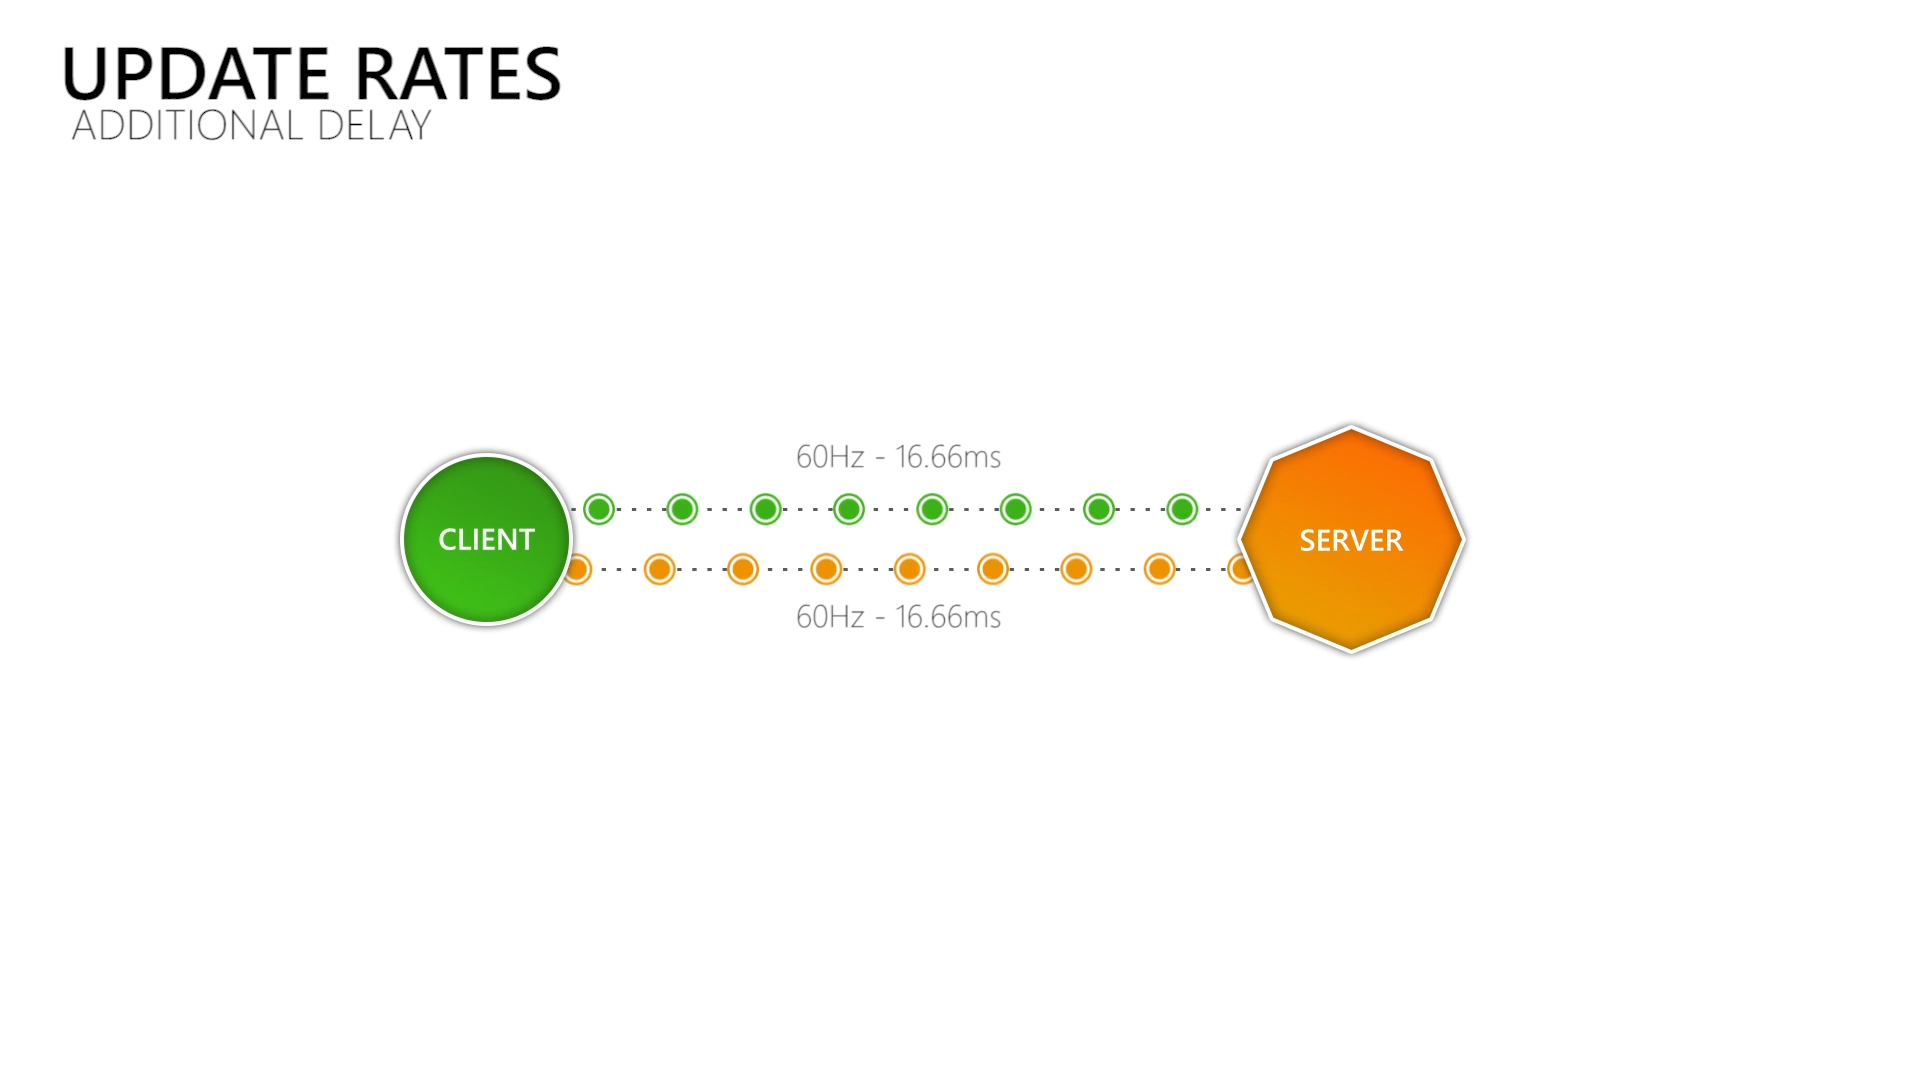 UPDATE RATES
ADDITIONAL DELAY
60Hz - 16.66ms
CLIENT
SERVER
60Hz - 16.66ms